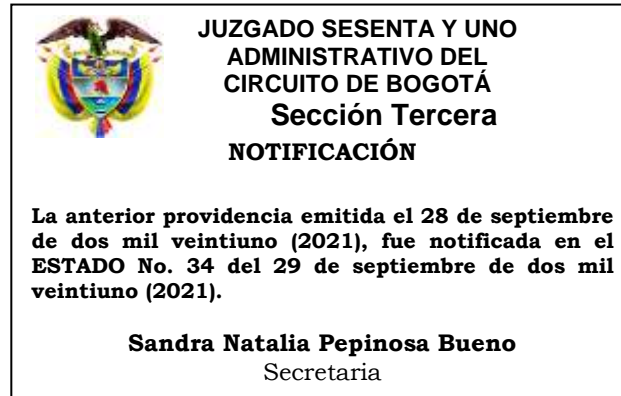 JUZGADO SESENTA Y UNO
ADMINISTRATIVO DEL
CIRCUITO DE BOGOTÁ
Sección Tercera
NOTIFICACIÓN
La anterior providencia emitida el 28 de septiembre
de dos mil veintiuno (2021), fue notificada en el
ESTADO No. 34 del 29 de septiembre de dos mil
veintiuno (2021).
Sandra Natalia Pepinosa Bueno
Secretaria